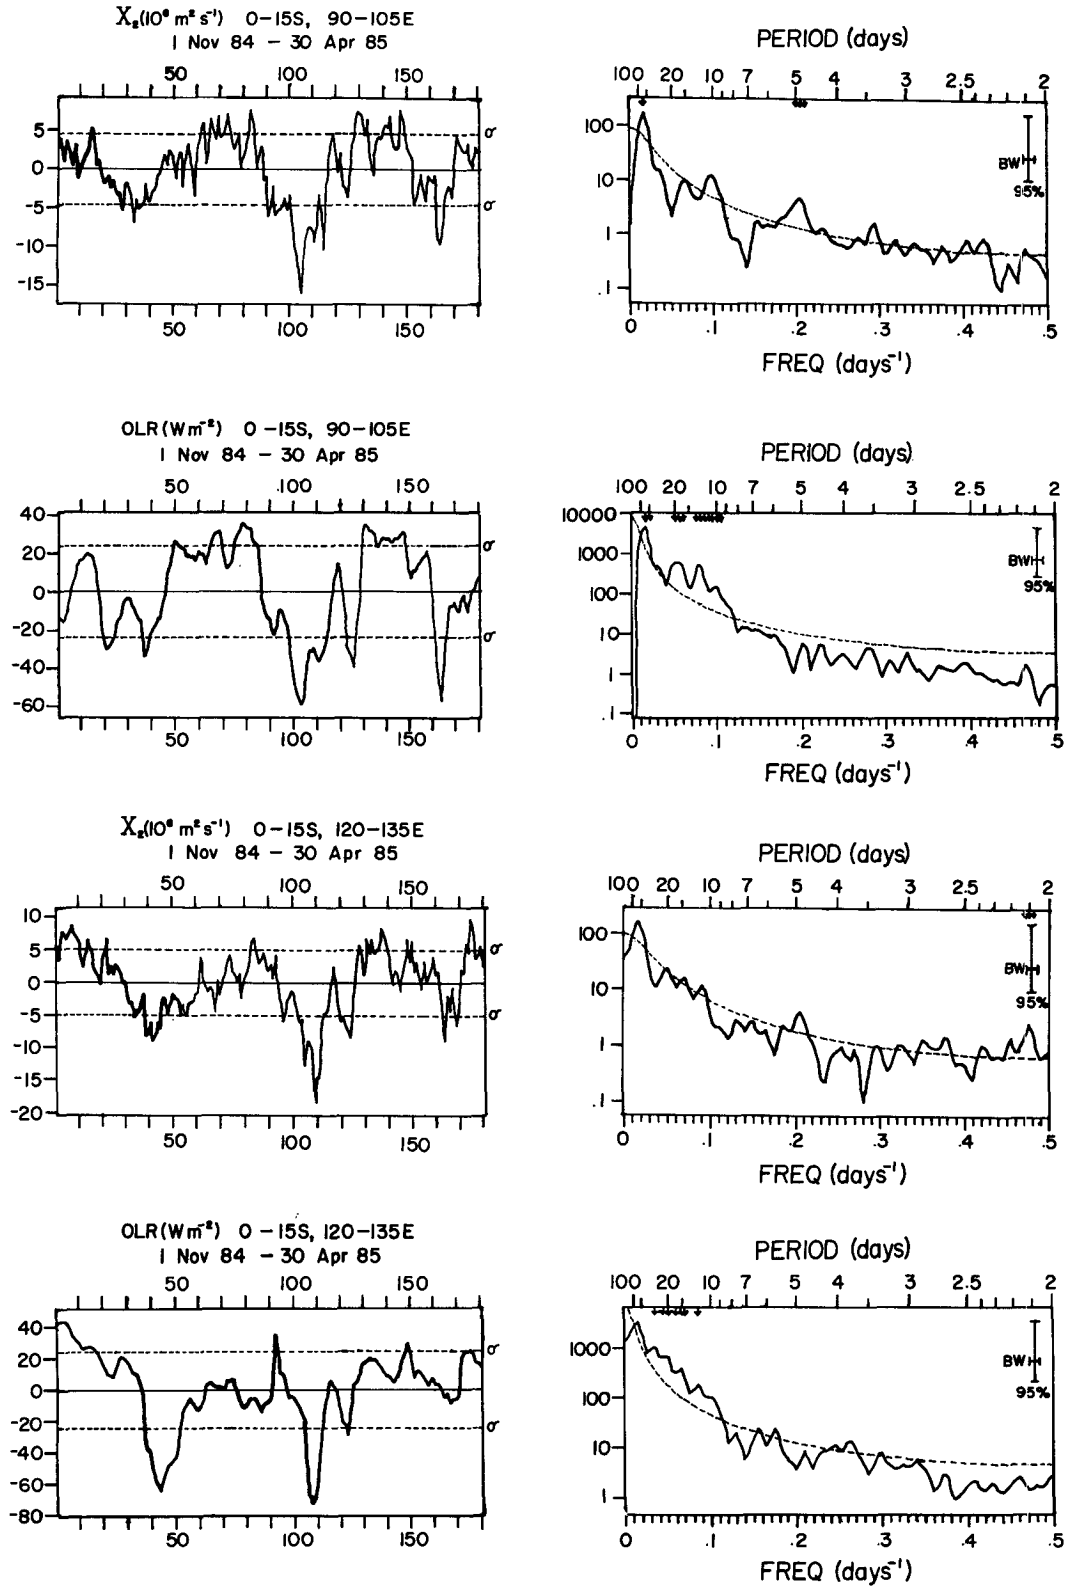 X₂(10⁶ m² s⁻¹) 0-15S, 90-105E
1 Nov 84 - 30 Apr 85
50 100 150
5
0
-5
-10
-15
σ
σ
50 100 150
PERIOD (days)
100 20 10 7 5 4 3 2.5 2
100
10
1
.1
BW
95%
0 .1 .2 .3 .4 .5
FREQ (days⁻¹)
OLR (Wm⁻²) 0-15S, 90-105E
1 Nov 84 - 30 Apr 85
50 .100 150
40
20
0
-20
-40
-60
σ
σ
50 100 150
PERIOD (days)
100 20 10 7 5 4 3 2.5 2
10000
1000
100
10
1
.1
BW
95%
0 .1 .2 .3 .4 .5
FREQ (days⁻¹)
X₂(10⁶ m² s⁻¹) 0-15S, 120-135E
1 Nov 84 - 30 Apr 85
50 100 150
10
5
0
-5
-10
-15
-20
σ
σ
50 100 150
PERIOD (days)
100 20 10 7 5 4 3 2.5 2
100
10
1
.1
BW
95%
0 .1 .2 .3 .4 .5
FREQ (days⁻¹)
OLR (Wm⁻²) 0-15S, 120-135E
1 Nov 84 - 30 Apr 85
50 100 150
40
20
0
-20
-40
-60
-80
σ
σ
50 100 150
PERIOD (days)
100 20 10 7 5 4 3 2.5 2
1000
100
10
1
BW
95%
0 .1 .2 .3 .4 .5
FREQ (days⁻¹)